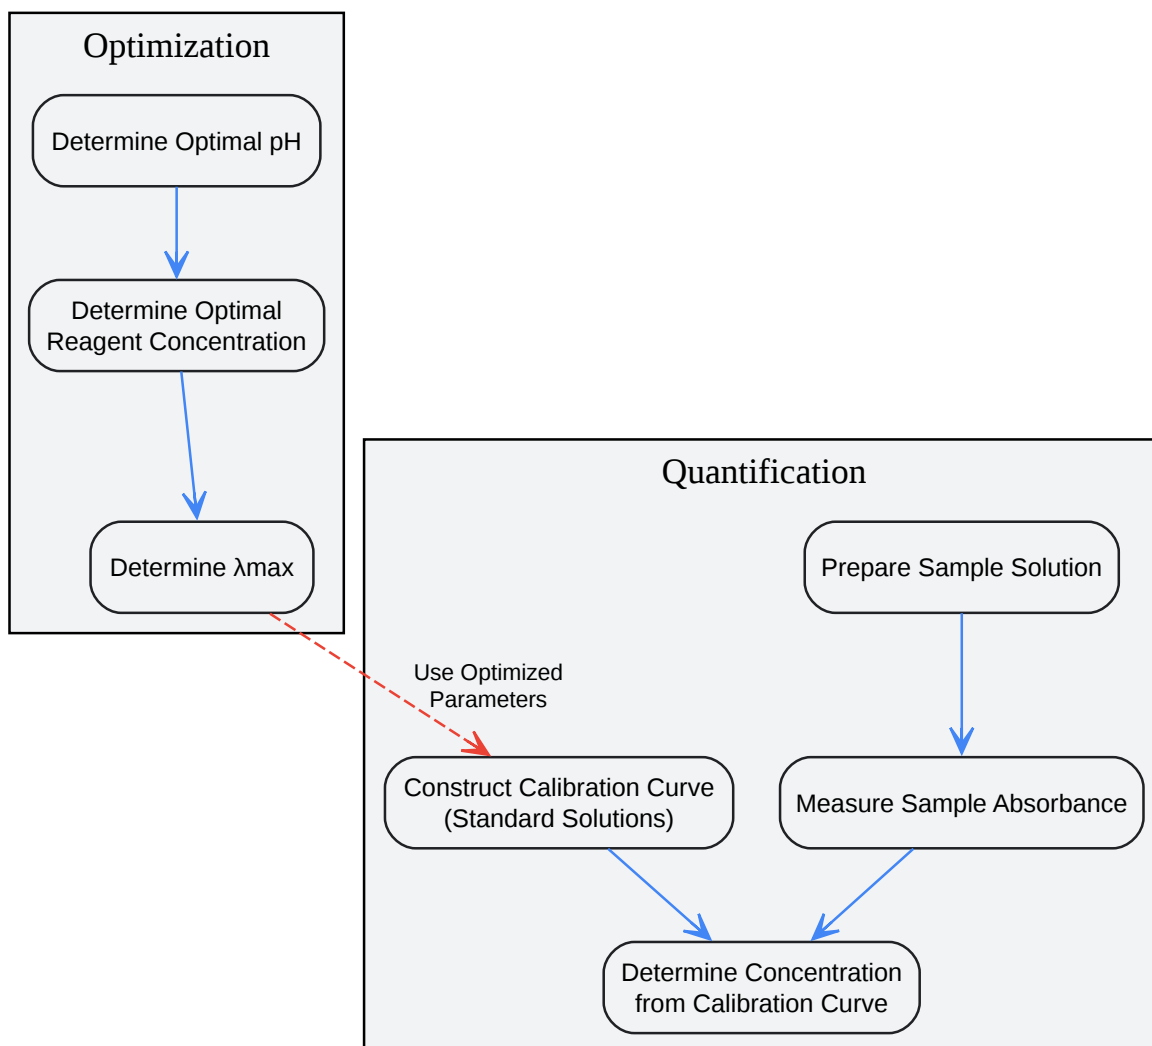 Optimization
Determine Optimal pH
Determine Optimal
Reagent Concentration
Determine λmax
Use Optimized
Parameters
Quantification
Prepare Sample Solution
Construct Calibration Curve
(Standard Solutions)
Measure Sample Absorbance
Determine Concentration
from Calibration Curve